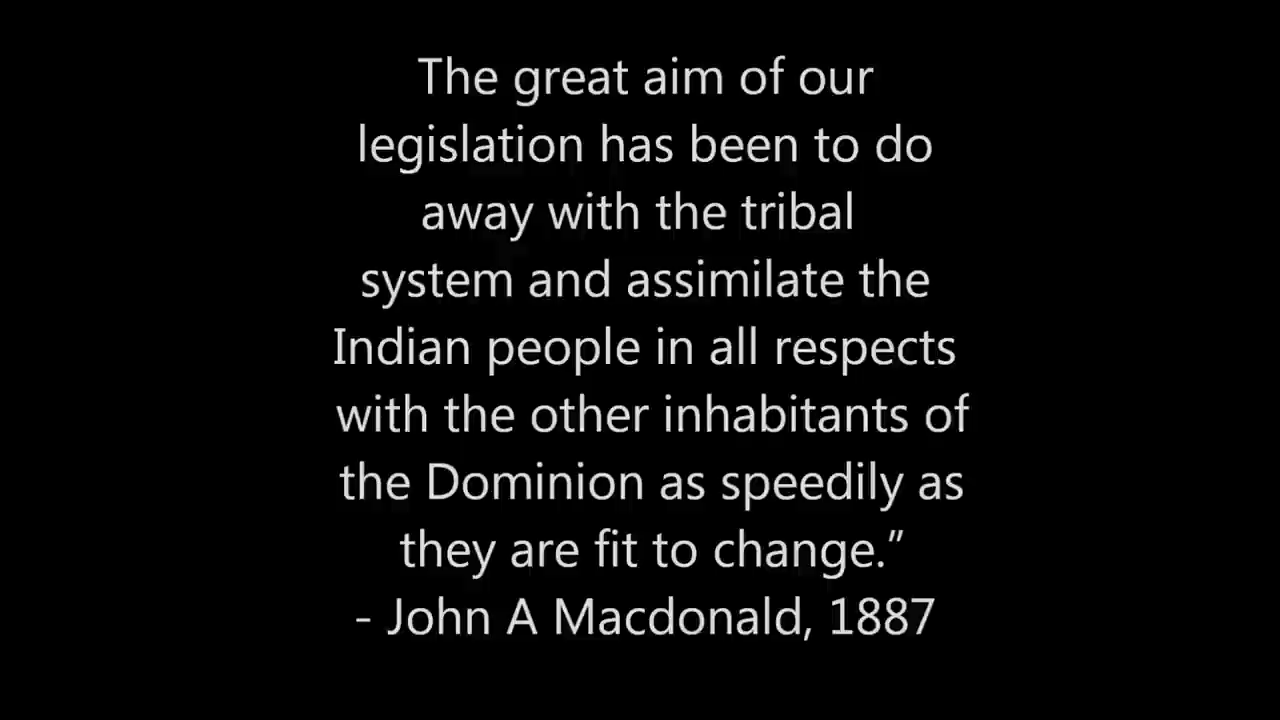 The great aim of our
legislation has been to do
away with the tribal
system and assimilate the
Indian people in all respects
with the other inhabitants of
the Dominion as speedily as
they are fit to change.”
- John A Macdonald, 1887